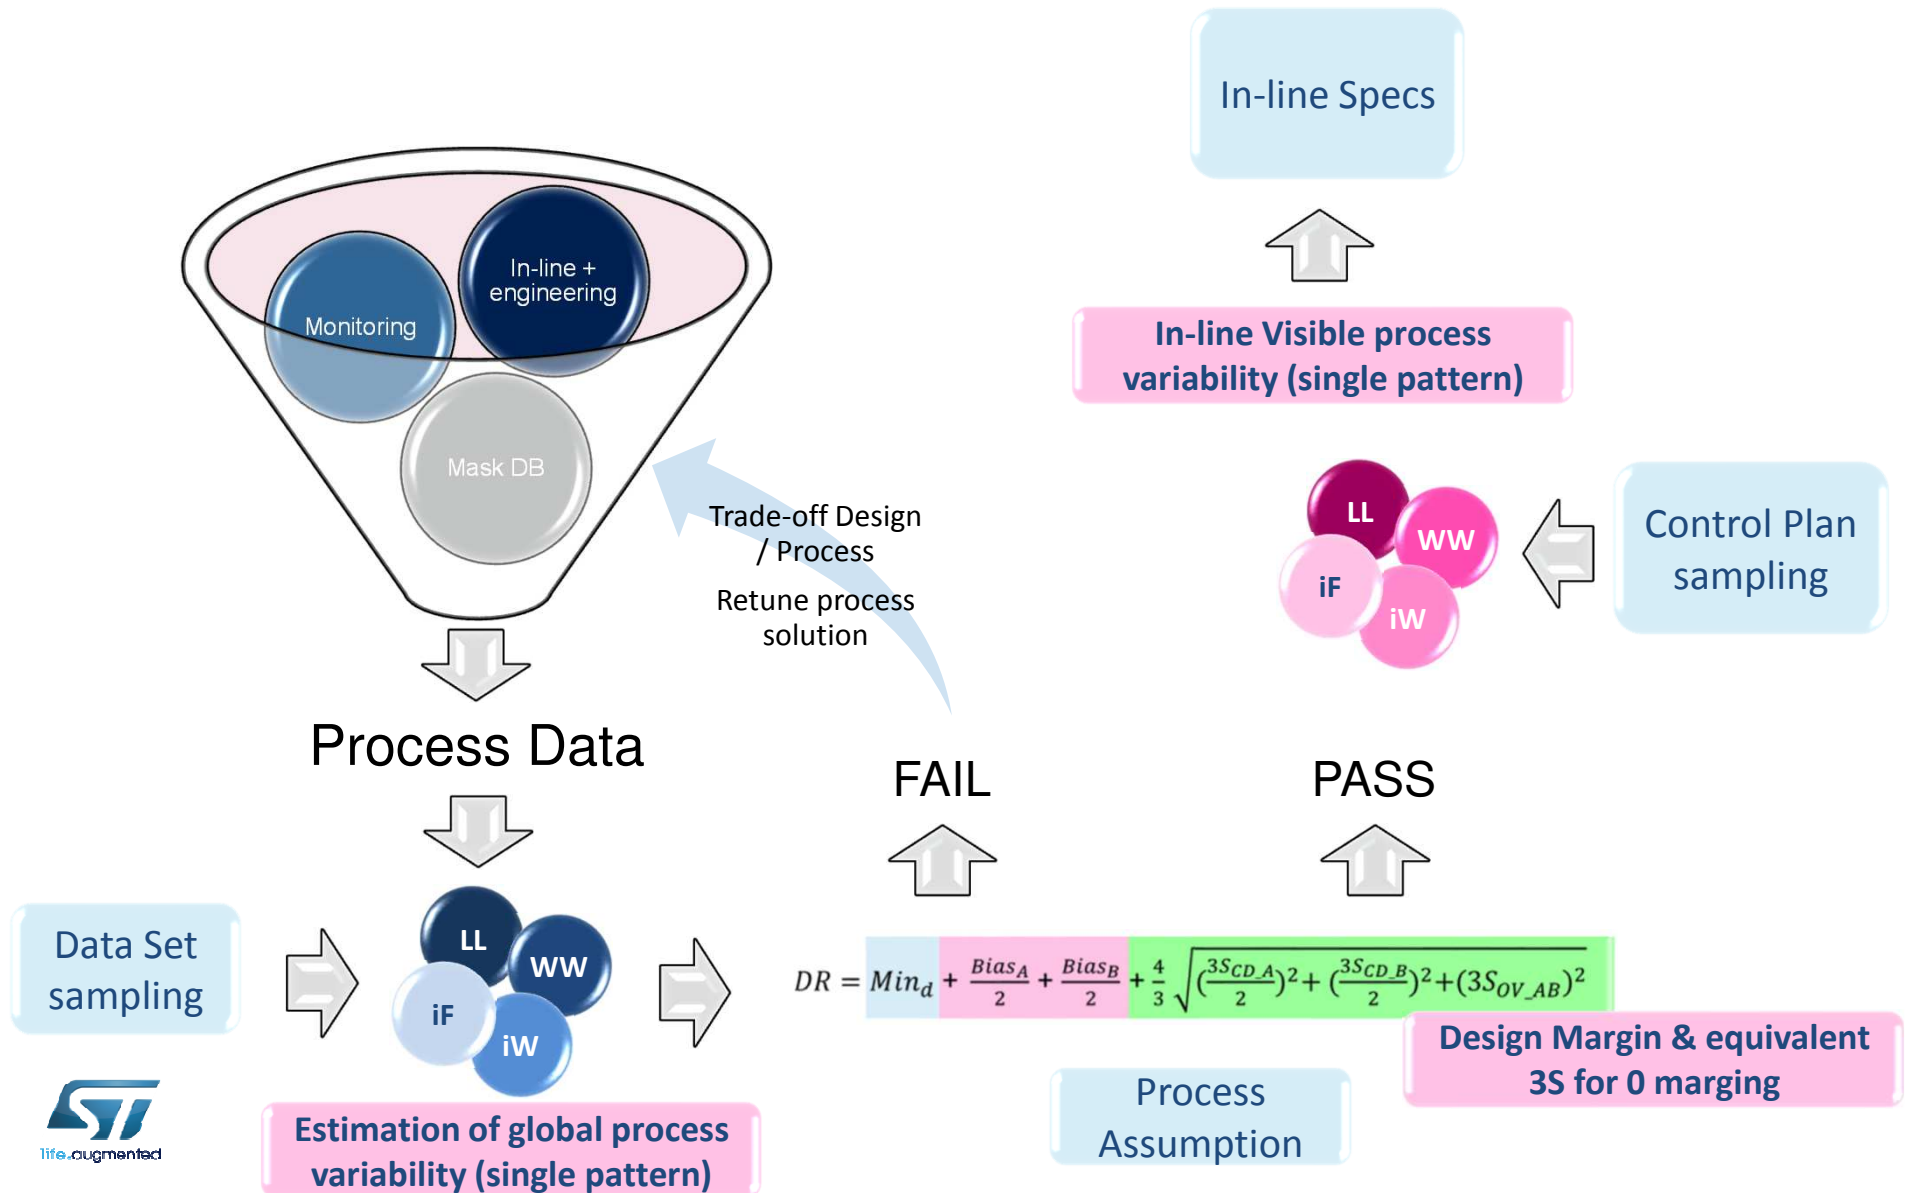 In-line Specs
In-line +
engineering
Monitoring
Mask DB
In-line Visible process
variability (single pattern)
Trade-off Design
/ Process
Retune process
solution
LL
WW
iF
iW
Control Plan
sampling
Process Data
FAIL
PASS
Data Set
sampling
LL
WW
iF
iW
DR = Min_d + Bias_A/2 + Bias_B/2 + 4/3 √((3S_CD_A/2)² + (3S_CD_B/2)² + (3S_OV_AB)²)
Design Margin & equivalent
3S for 0 marging
Process
Assumption
Estimation of global process
variability (single pattern)
ST
life.augmented